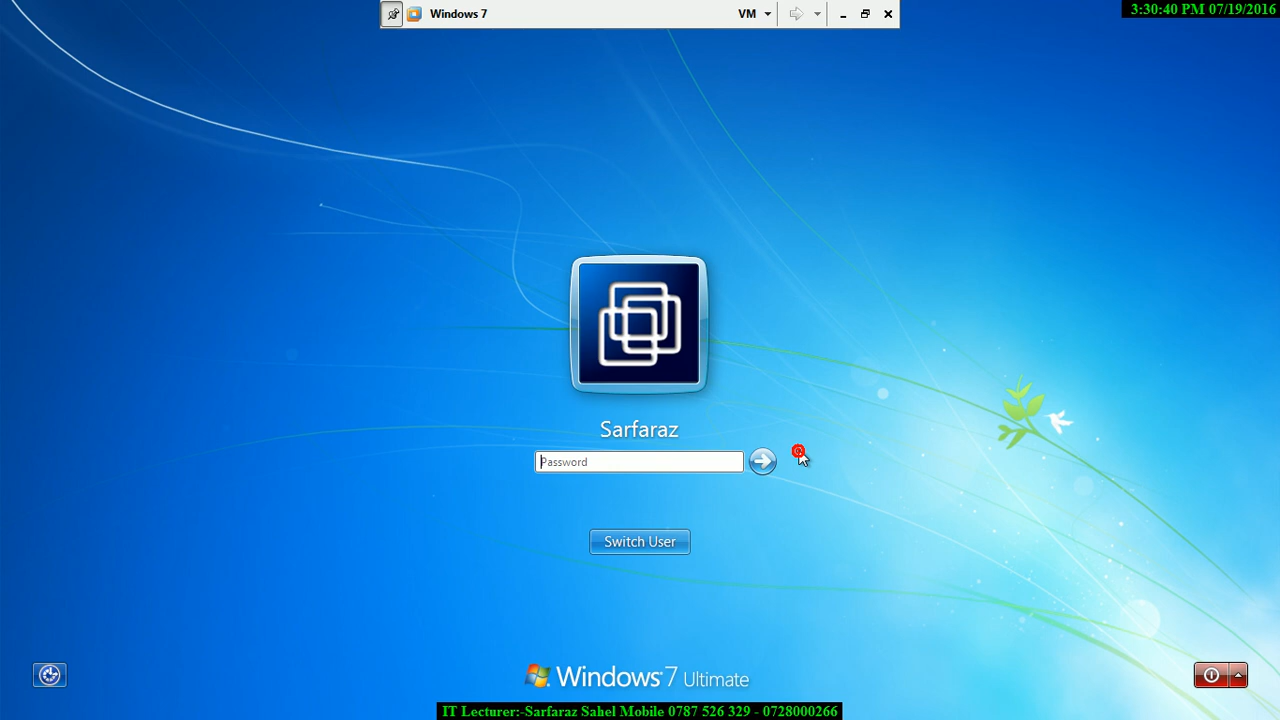 Windows 7
VM
3:30:40 PM 07/19/2016
Sarfaraz
Password
Switch User
Windows 7 Ultimate
IT Lecturer:-Sarfaraz Sahel Mobile 0787 526 329 - 0728000266